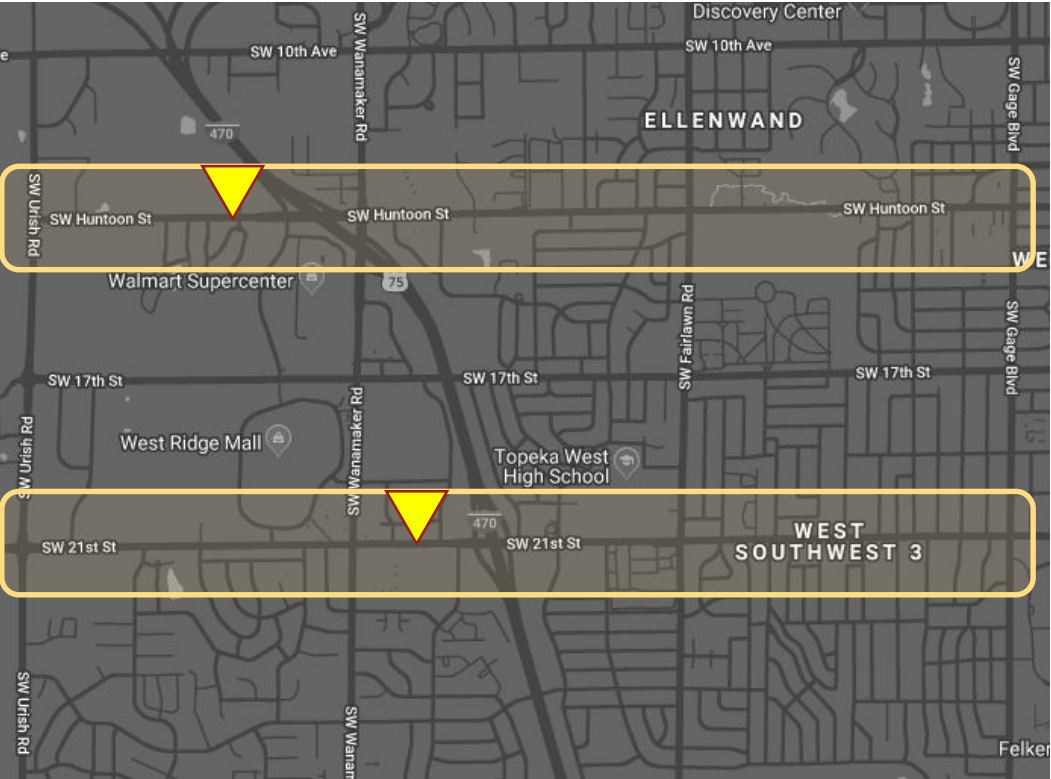 Discovery Center
SW 10th Ave
SW 10th Ave
e
SW Wanamaker Rd
SW Gage Blvd
470
ELLENWAND
SW Urish Rd
SW Huntoon St
SW Huntoon St
SW Huntoon St
WE
Walmart Supercenter
75
SW Fairlawn Rd
SW Gage Blvd
SW 17th St
SW 17th St
SW 17th St
SW Urish Rd
SW Wanamaker Rd
West Ridge Mall
Topeka West
High School
470
SW 21st St
SW 21st St
WEST
SOUTHWEST 3
SW Urish Rd
SW Wanam
Felker